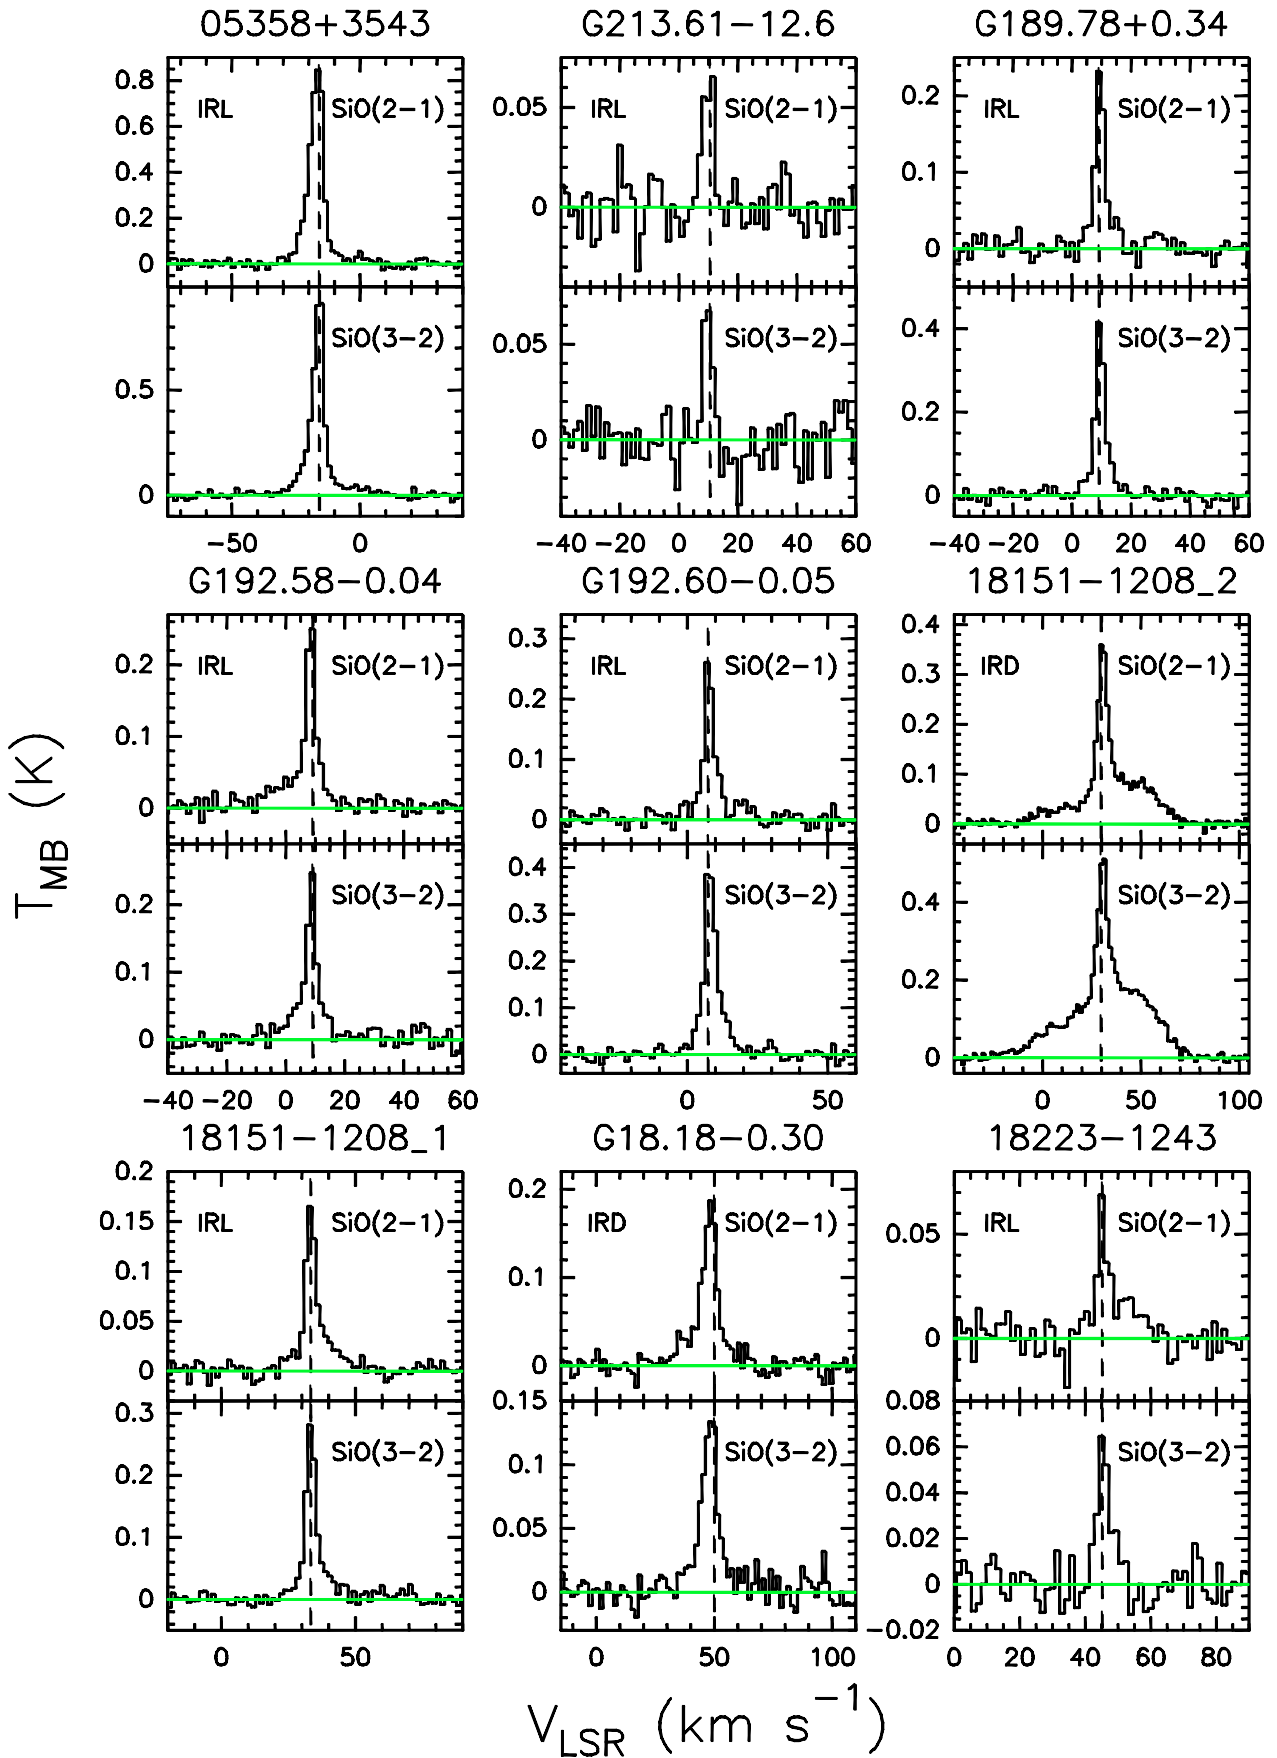 05358+3543 G213.61−12.6 G189.78+0.34
0.8 IRL SiO(2−1) 0.05 IRL SiO(2−1) 0.2 IRL SiO(2−1)
0.6
0.4 0.1
0.2 0
0 0
SiO(3−2) 0.05 SiO(3−2) 0.4 SiO(3−2)
0.5 0.2
0 0 0
−50 0 −40 −20 0 20 40 60 −40 −20 0 20 40 60
G192.58−0.04 G192.60−0.05 18151−1208_2
0.2 IRL SiO(2−1) 0.3 IRL SiO(2−1) 0.4 IRD SiO(2−1)
0.3
0.1 0.2 0.2
0.1 0.1
0 0 0
T_MB (K)
0.2 SiO(3−2) 0.4 SiO(3−2) 0.4 SiO(3−2)
0.3
0.1 0.2 0.2
0.1
0 0 0
−40 −20 0 20 40 60 0 50 0 50 100
18151−1208_1 G18.18−0.30 18223−1243
0.2 0.2
0.15 IRL SiO(2−1) IRD SiO(2−1) 0.05 IRL SiO(2−1)
0.1 0.1
0.05
0 0 0
0.3 0.15 0.08
SiO(3−2) SiO(3−2) 0.06 SiO(3−2)
0.2 0.1 0.04
0.1 0.05 0.02
0 0 0
−0.02
0 50 0 50 100 0 20 40 60 80
V_LSR (km s^−1)